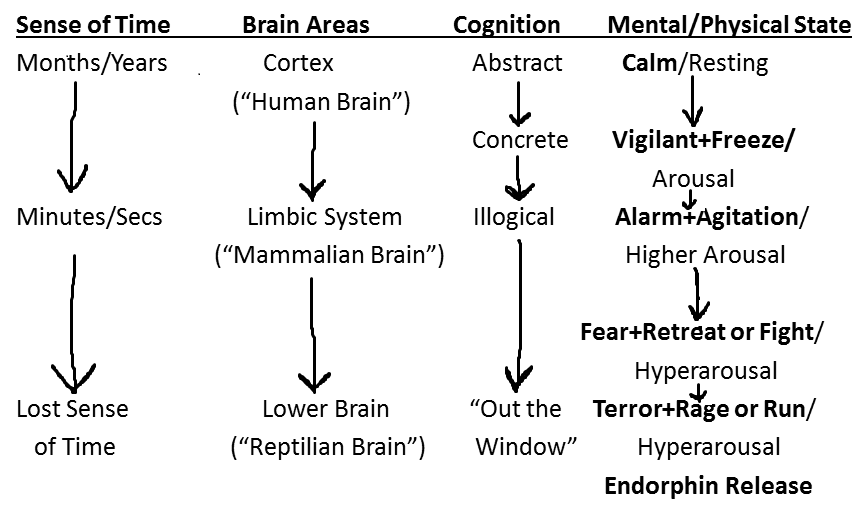 Sense of Time Brain Areas Cognition Mental/Physical State
Months/Years Cortex Abstract Calm/Resting
(“Human Brain”)
Concrete Vigilant+Freeze/
Arousal
Minutes/Secs Limbic System Illogical Alarm+Agitation/
(“Mammalian Brain”) Higher Arousal
Fear+Retreat or Fight/
Hyperarousal
Lost Sense Lower Brain “Out the Terror+Rage or Run/
of Time (“Reptilian Brain”) Window” Hyperarousal
Endorphin Release